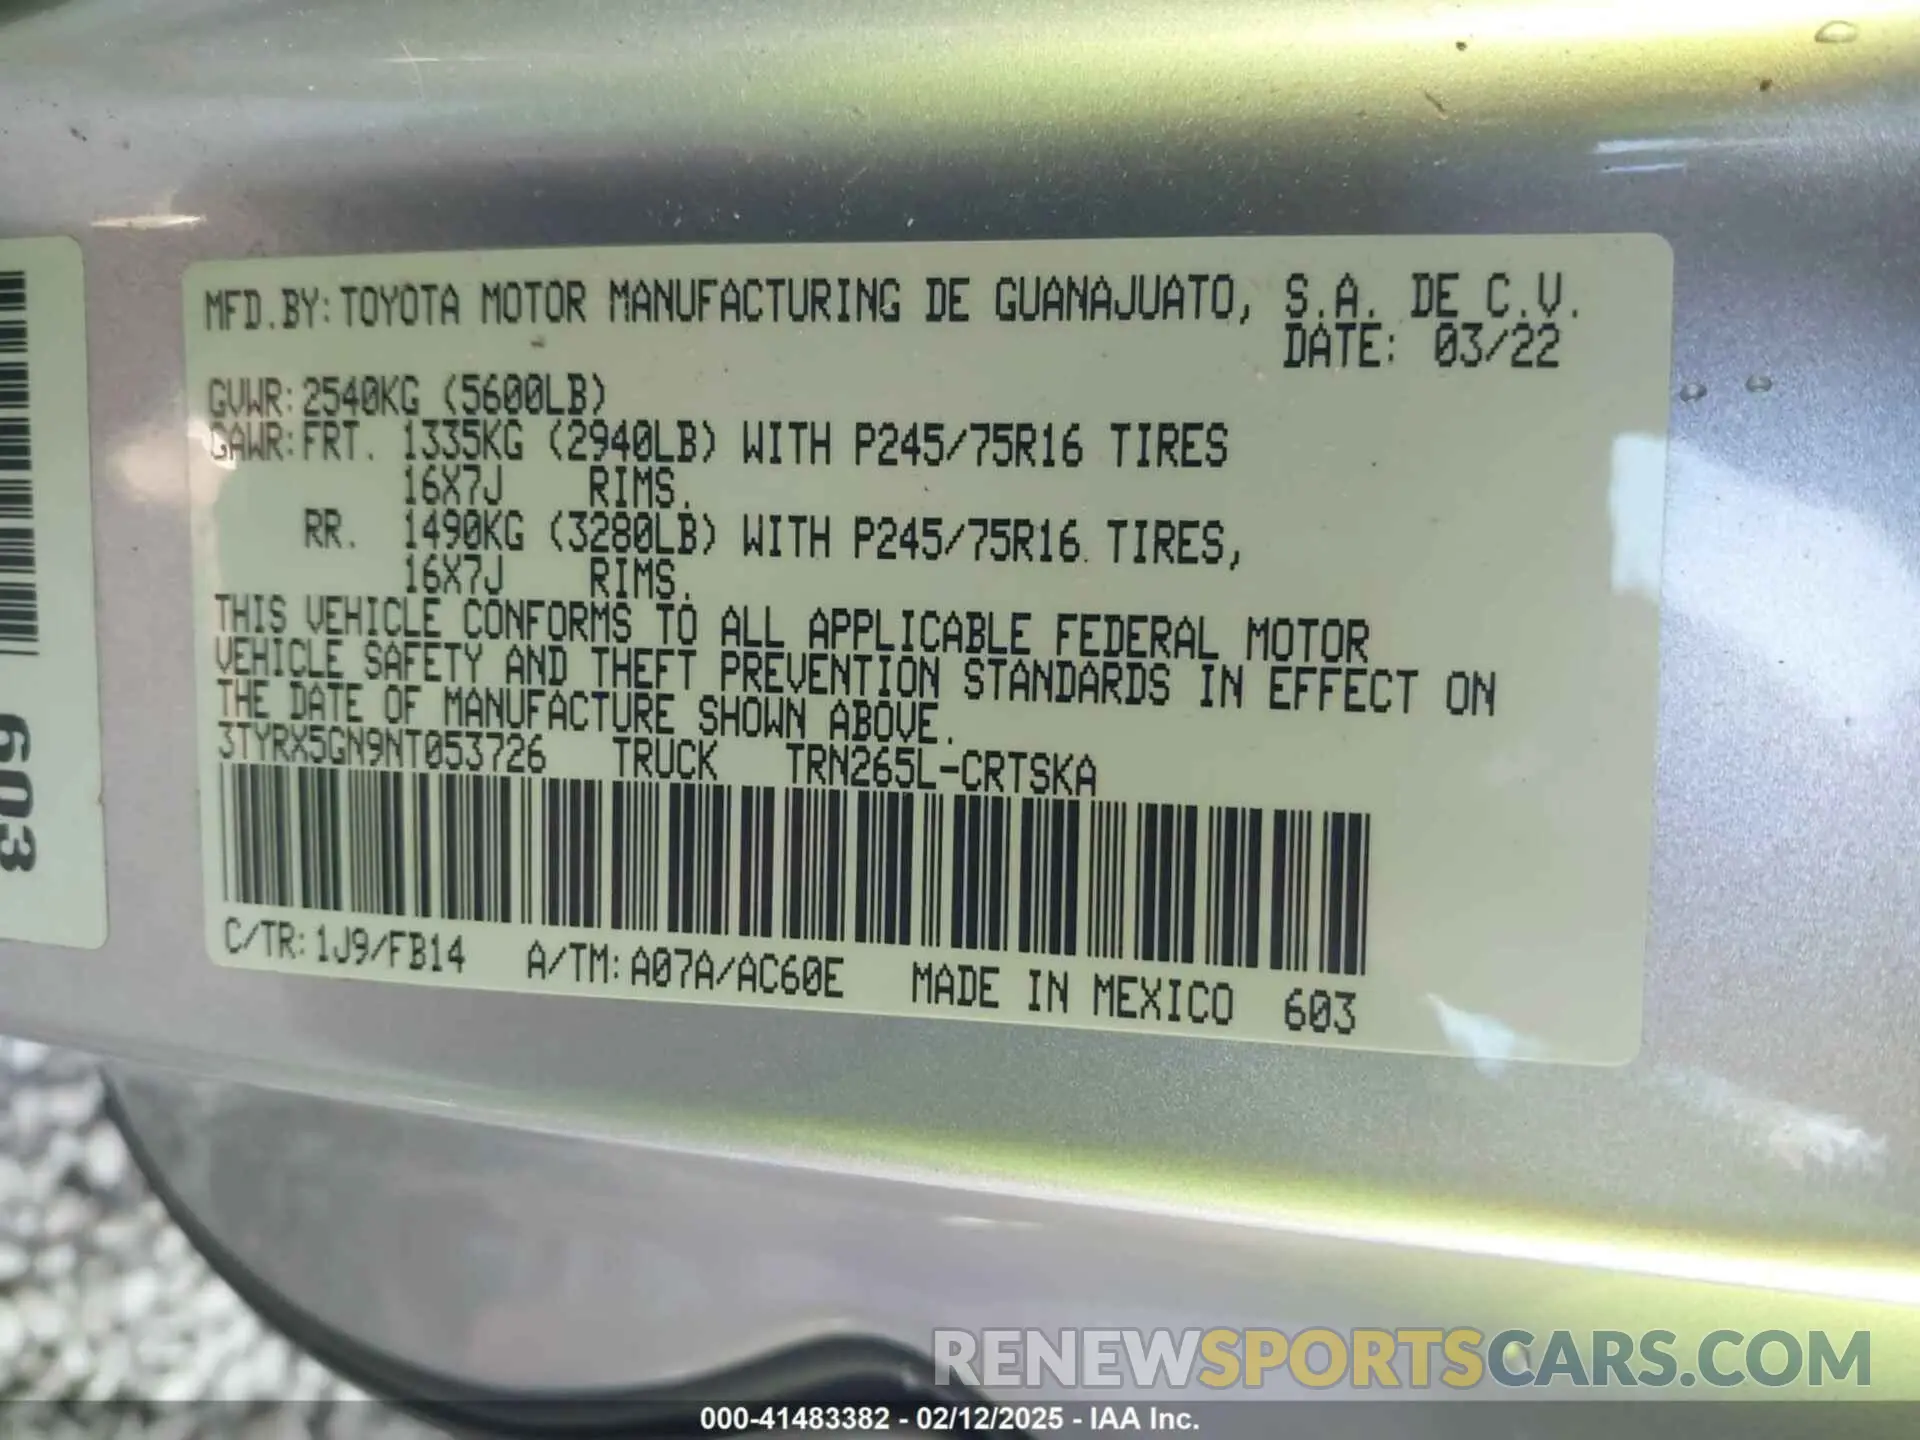 MFD.BY: TOYOTA MOTOR MANUFACTURING DE GUANAJUATO, S.A. DE C.V.
DATE: 03/22
GVWR: 2540KG (5600LB)
GAWR: FRT. 1335KG (2940LB) WITH P245/75R16 TIRES
16X7J RIMS.
RR. 1490KG (3280LB) WITH P245/75R16 TIRES,
16X7J RIMS.
THIS VEHICLE CONFORMS TO ALL APPLICABLE FEDERAL MOTOR
VEHICLE SAFETY AND THEFT PREVENTION STANDARDS IN EFFECT ON
THE DATE OF MANUFACTURE SHOWN ABOVE.
3TYRX5GN9NT053726 TRUCK TRN265L-CRTSKA
C/TR: 1J9/FB14 A/TM: A07A/AC60E MADE IN MEXICO 603
603
RENEWSPORTSCARS.COM
000-41483382 - 02/12/2025 - IAA Inc.